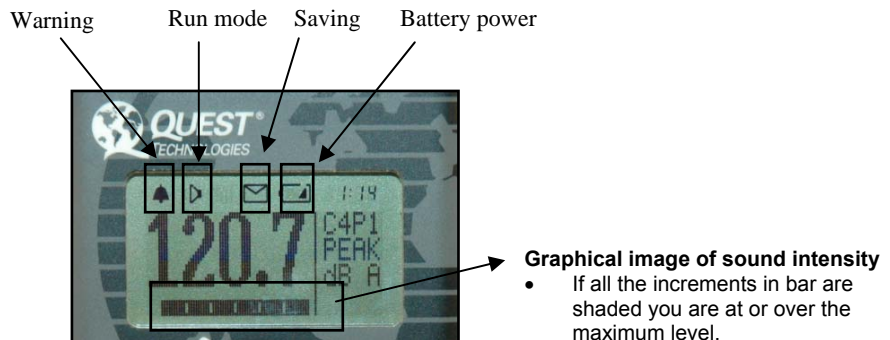 Warning Run mode Saving Battery power
QUEST®
TECHNOLOGIES
1:14
120.7
C4P1
PEAK
dB A
Graphical image of sound intensity
• If all the increments in bar are
shaded you are at or over the
maximum level.